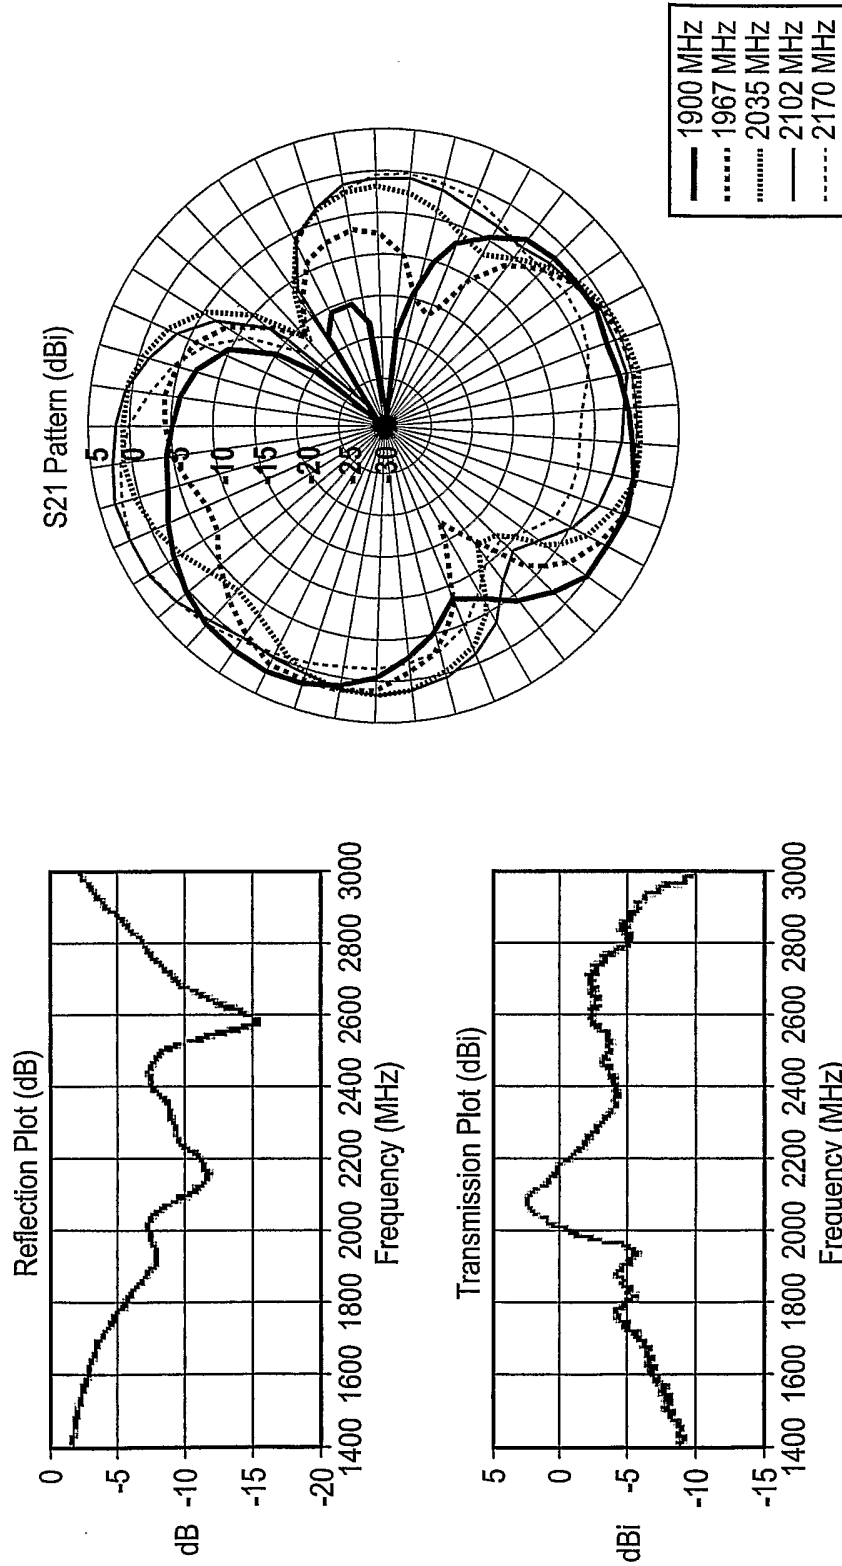 Reflection Plot (dB)
0
-5
-10
-15
-20
dB
1400 1600 1800 2000 2200 2400 2600 2800 3000
Frequency (MHz)
Transmission Plot (dBi)
5
0
-5
-10
-15
dBi
1400 1600 1800 2000 2200 2400 2600 2800 3000
Frequency (MHz)
S21 Pattern (dBi)
5
0
-5
-10
-15
-20
-25
-30
1900 MHz
1967 MHz
2035 MHz
2102 MHz
2170 MHz